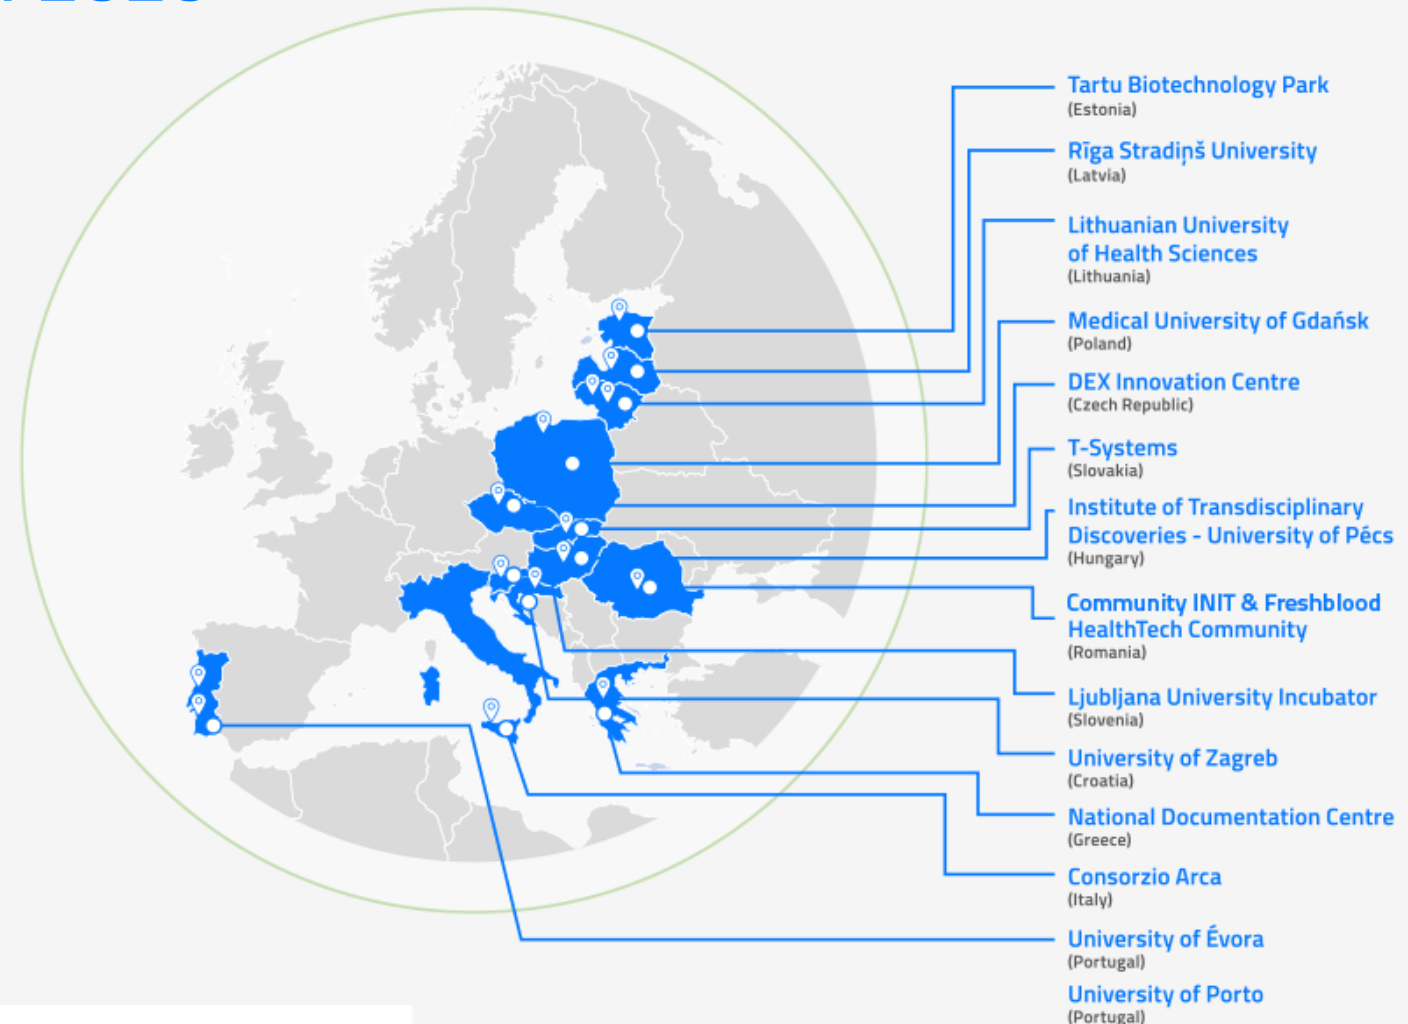 Tartu Biotechnology Park
(Estonia)
Rīga Stradiņš University
(Latvia)
Lithuanian University
of Health Sciences
(Lithuania)
Medical University of Gdańsk
(Poland)
DEX Innovation Centre
(Czech Republic)
T-Systems
(Slovakia)
Institute of Transdisciplinary
Discoveries - University of Pécs
(Hungary)
Community INIT & Freshblood
HealthTech Community
(Romania)
Ljubljana University Incubator
(Slovenia)
University of Zagreb
(Croatia)
National Documentation Centre
(Greece)
Consorzio Arca
(Italy)
University of Évora
(Portugal)
University of Porto
(Portugal)